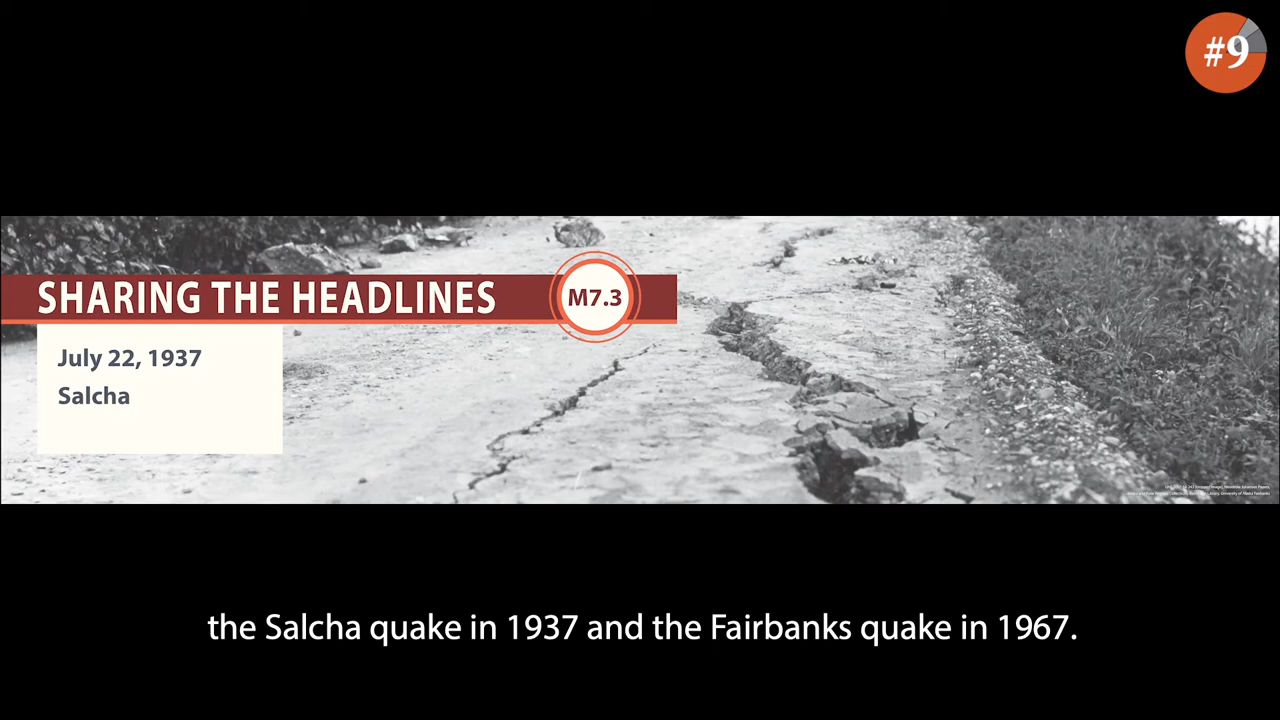 #9
SHARING THE HEADLINES
M7.3
July 22, 1937
Salcha
the Salcha quake in 1937 and the Fairbanks quake in 1967.